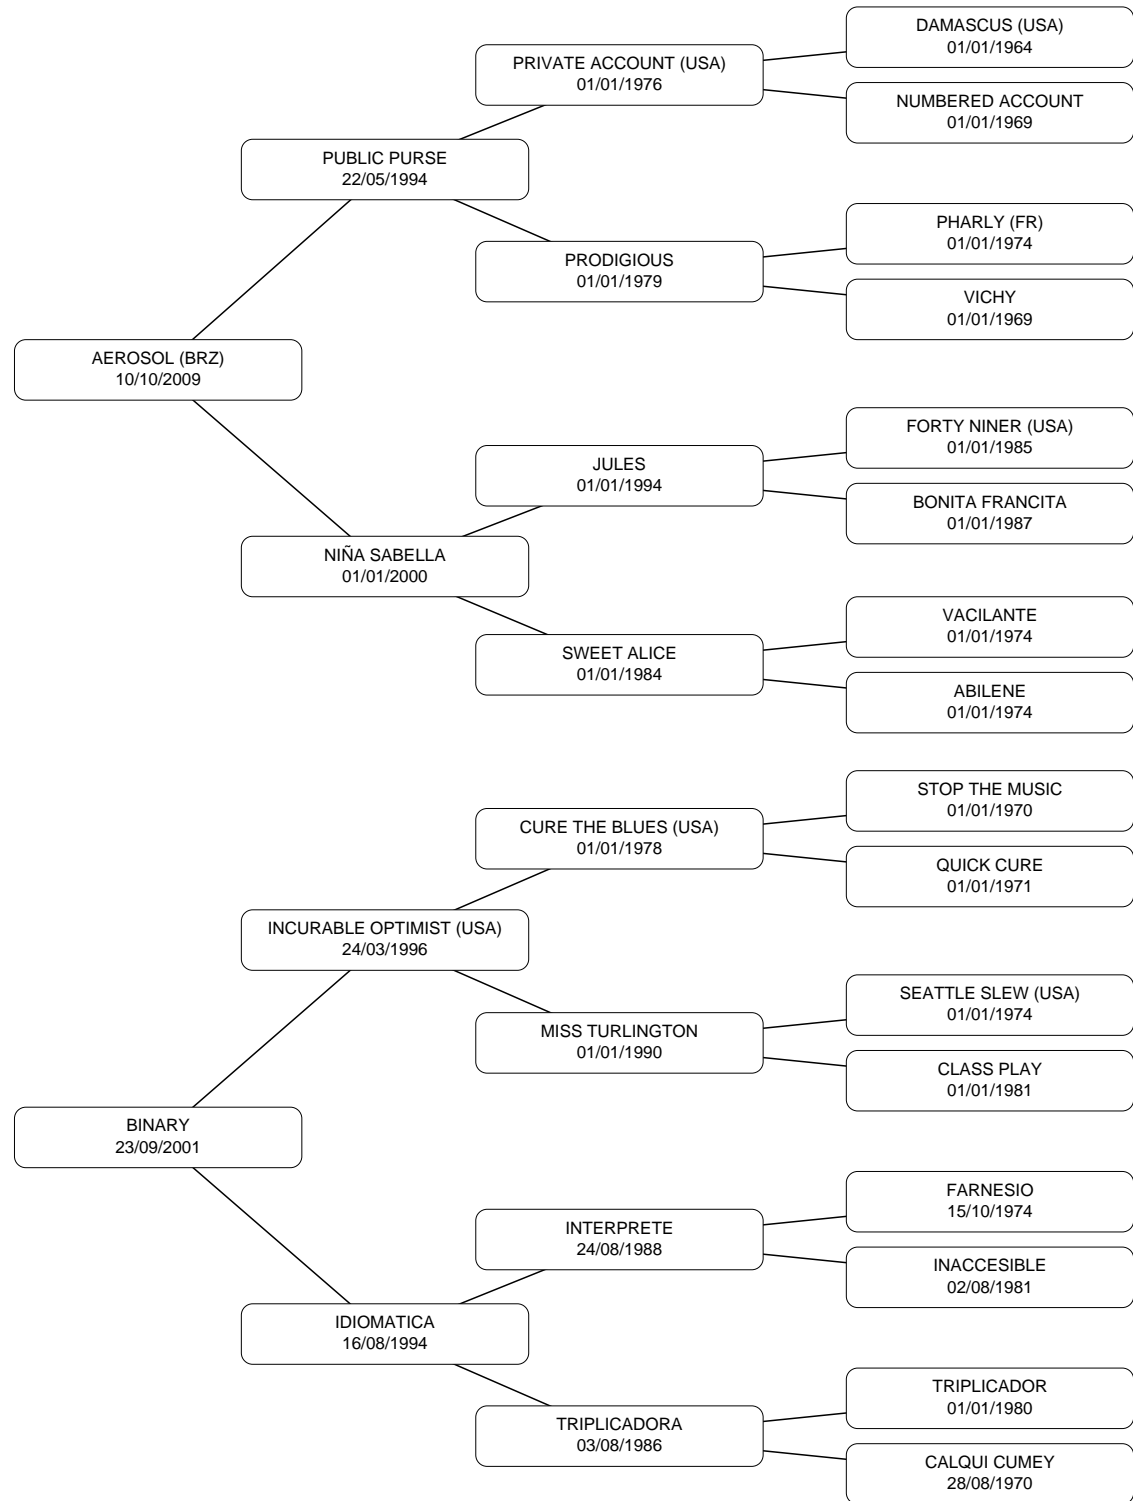 DAMASCUS (USA)
01/01/1964
PRIVATE ACCOUNT (USA)
01/01/1976
NUMBERED ACCOUNT
01/01/1969
PUBLIC PURSE
22/05/1994
PHARLY (FR)
01/01/1974
PRODIGIOUS
01/01/1979
VICHY
01/01/1969
AEROSOL (BRZ)
10/10/2009
FORTY NINER (USA)
01/01/1985
JULES
01/01/1994
BONITA FRANCITA
01/01/1987
NIÑA SABELLA
01/01/2000
VACILANTE
01/01/1974
SWEET ALICE
01/01/1984
ABILENE
01/01/1974
STOP THE MUSIC
01/01/1970
CURE THE BLUES (USA)
01/01/1978
QUICK CURE
01/01/1971
INCURABLE OPTIMIST (USA)
24/03/1996
SEATTLE SLEW (USA)
01/01/1974
MISS TURLINGTON
01/01/1990
CLASS PLAY
01/01/1981
BINARY
23/09/2001
FARNESIO
15/10/1974
INTERPRETE
24/08/1988
INACCESIBLE
02/08/1981
IDIOMATICA
16/08/1994
TRIPLICADOR
01/01/1980
TRIPLICADORA
03/08/1986
CALQUI CUMEY
28/08/1970